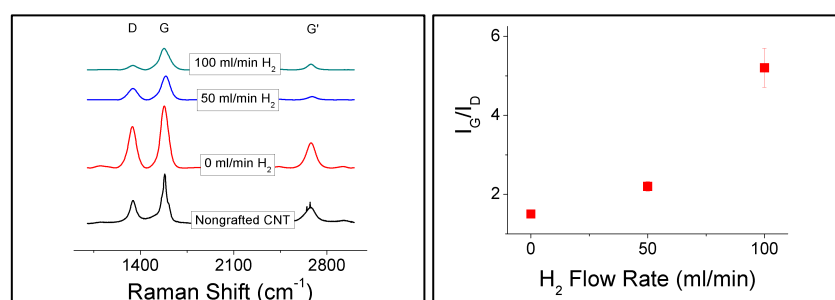 D G G'
100 ml/min H2
50 ml/min H2
0 ml/min H2
Nongrafted CNT
1400 2100 2800
Raman Shift (cm-1)
6
4
2
IG/ID
0 50 100
H2 Flow Rate (ml/min)